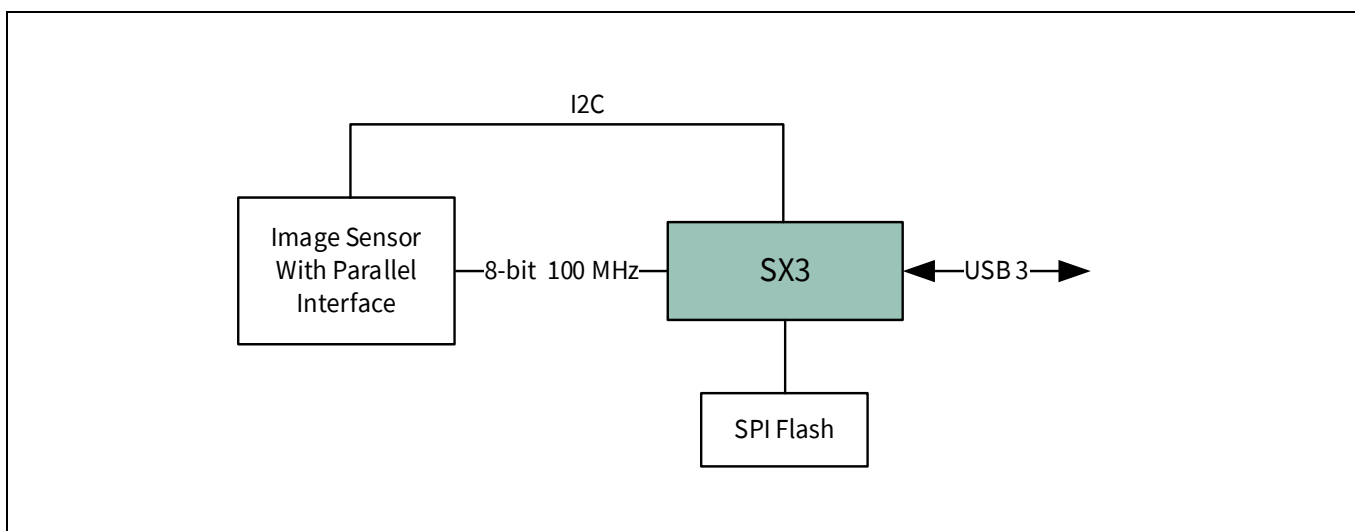 I2C
Image Sensor
With Parallel
Interface
8-bit 100 MHz
SX3
USB 3
SPI Flash